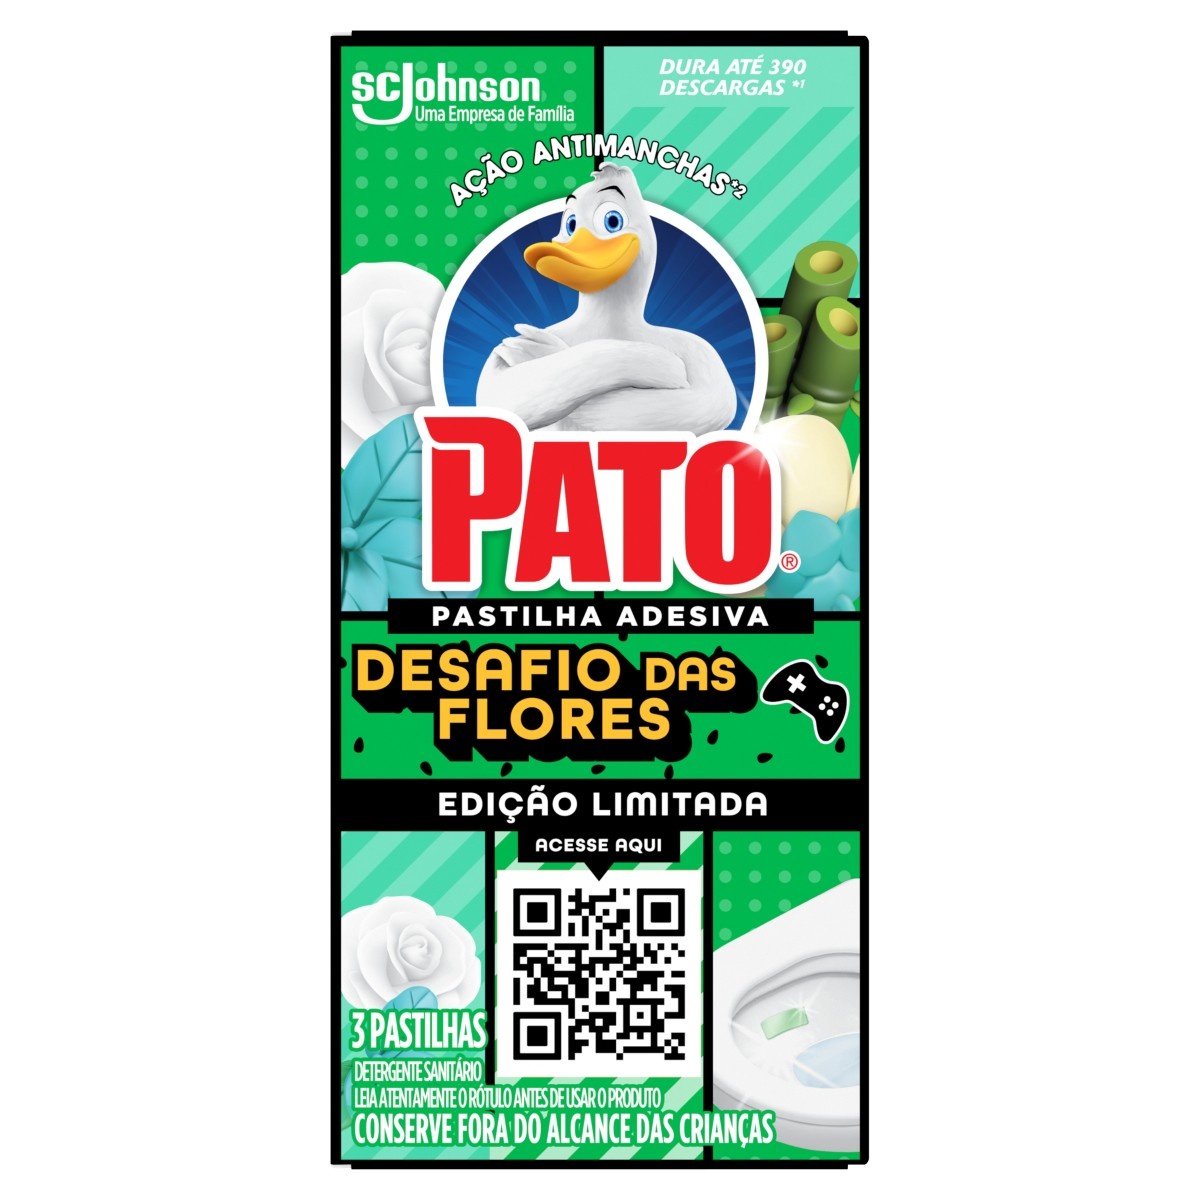 SCJohnson
Uma Empresa de Família
DURA ATÉ 390
DESCARGAS *1
AÇÃO ANTIMANCHAS*2
PATO®
PASTILHA ADESIVA
DESAFIO DAS
FLORES
EDIÇÃO LIMITADA
ACESSE AQUI
3 PASTILHAS
DETERGENTE SANITÁRIO
LEIA ATENTAMENTE O RÓTULO ANTES DE USAR O PRODUTO
CONSERVE FORA DO ALCANCE DAS CRIANÇAS